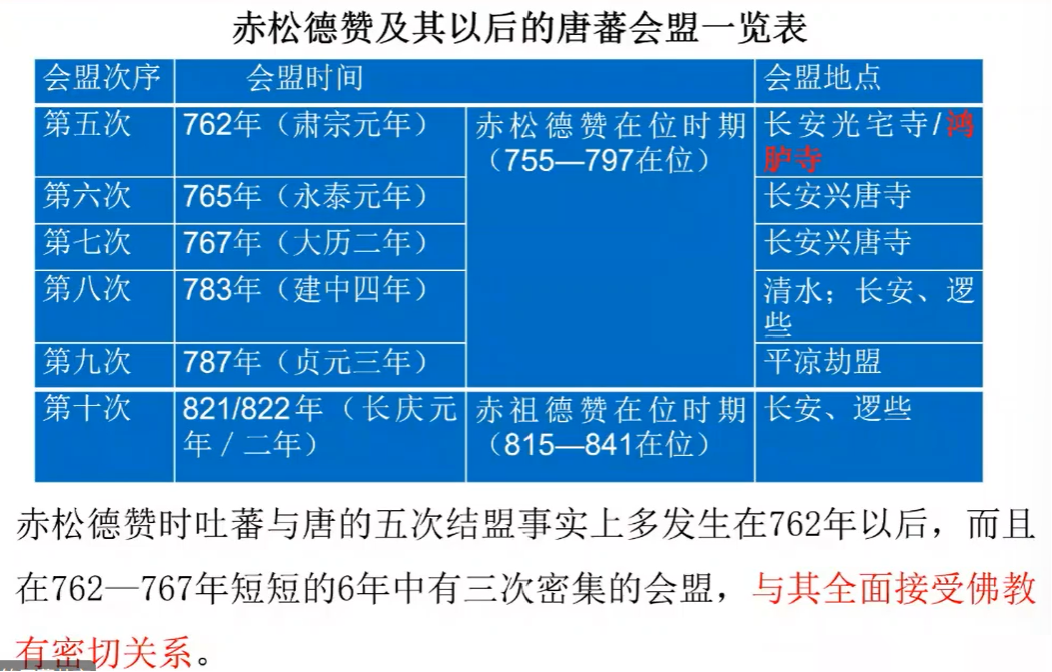 赤松德赞及其以后的唐蕃会盟一览表
会盟次序 会盟时间 会盟地点
第五次 762年（肃宗元年） 赤松德赞在位时期 长安光宅寺/鸿
（755—797在位） 胪寺
第六次 765年（永泰元年） 长安兴唐寺
第七次 767年（大历二年） 长安兴唐寺
第八次 783年（建中四年） 清水；长安、逻
些
第九次 787年（贞元三年） 平凉劫盟
第十次 821/822年（长庆元 赤祖德赞在位时期 长安、逻些
年／二年） （815—841在位）
赤松德赞时吐蕃与唐的五次结盟事实上多发生在762年以后，而且
在762—767年短短的6年中有三次密集的会盟，与其全面接受佛教
有密切关系。